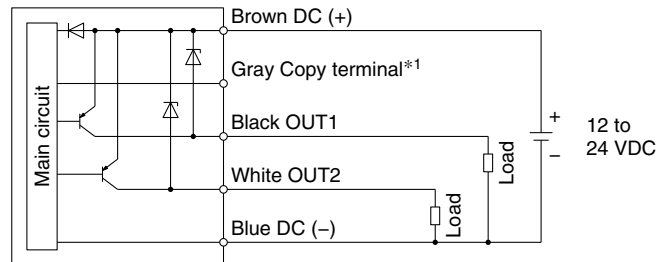 Brown DC (+)
Gray Copy terminal*1
Main circuit
Black OUT1
+
12 to
24 VDC
−
Load
White OUT2
Load
Blue DC (−)